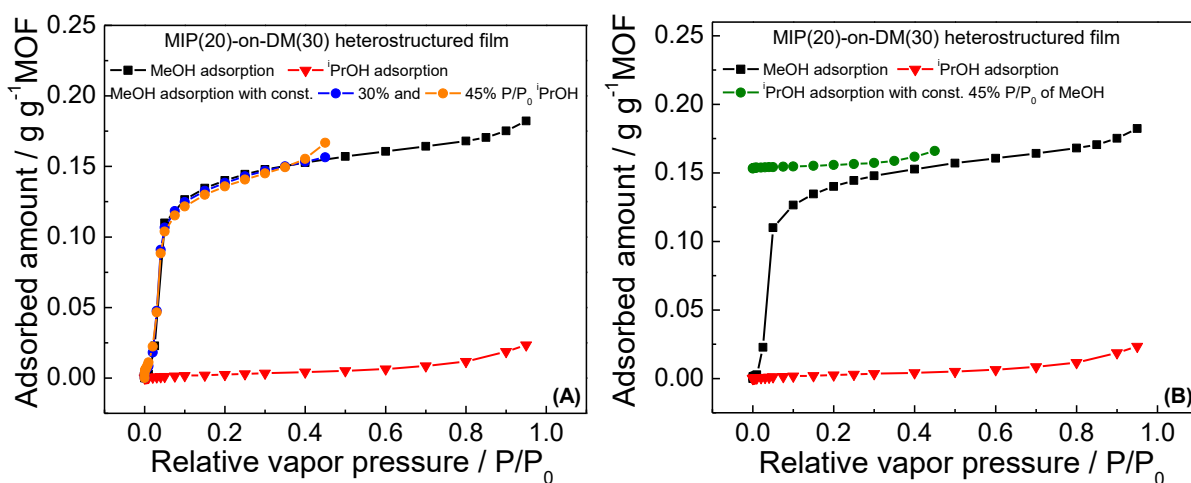 MIP(20)-on-DM(30) heterostructured film
MeOH adsorption ⁱPrOH adsorption
MeOH adsorption with const. 30% and 45% P/P₀ ⁱPrOH
0.25
0.20
0.15
0.10
0.05
0.00
Adsorbed amount / g g⁻¹MOF
(A)
0.0 0.2 0.4 0.6 0.8 1.0
Relative vapor pressure / P/P₀
MIP(20)-on-DM(30) heterostructured film
MeOH adsorption ⁱPrOH adsorption
ⁱPrOH adsorption with const. 45% P/P₀ of MeOH
0.25
0.20
0.15
0.10
0.05
0.00
Adsorbed amount / g g⁻¹MOF
(B)
0.0 0.2 0.4 0.6 0.8 1.0
Relative vapor pressure / P/P₀